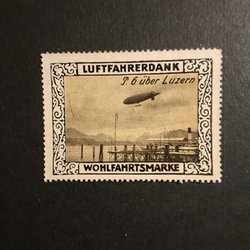 LUFTFAHRERDANK
P. 6 über Luzern
WOHLFAHRTSMARKE